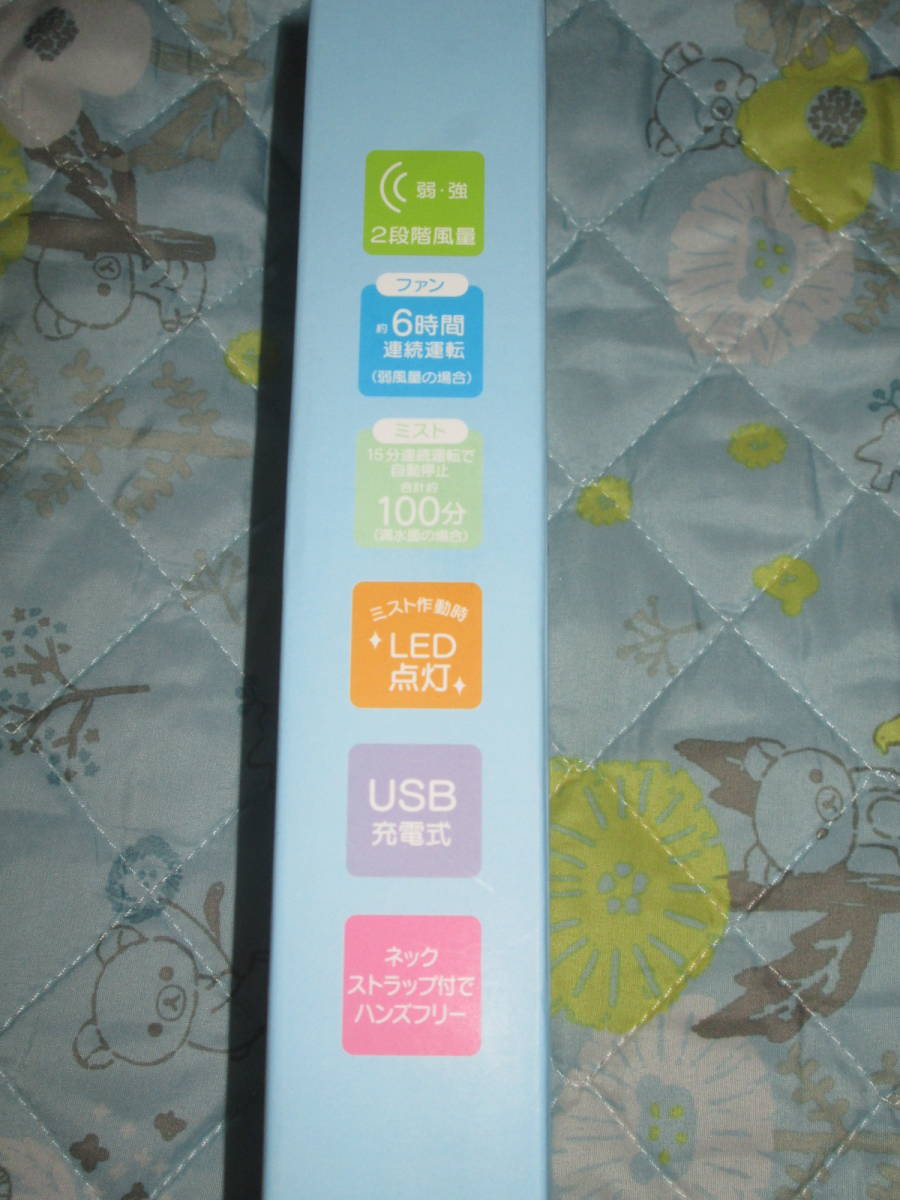 弱・強
2段階風量
ファン
約6時間
連続運転
(弱風量の場合)
ミスト
15分連続運転で
自動停止
合計約
100分
(満水量の場合)
ミスト作動時
LED
点灯
USB
充電式
ネック
ストラップ付で
ハンズフリー